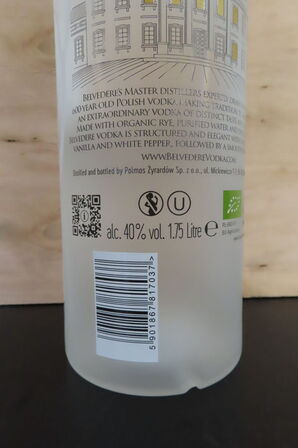 Belvedere's Master distillers expertly
600 year old Polish vodka making tradition
an extraordinary vodka of distinct taste
Made with organic rye, purified water and
Belvedere Vodka is structured and elegant with
vanilla and white pepper, followed by a smooth
www.BelvedereVodka.com
Distilled and bottled by Polmos Żyrardów Sp. z o.o., ul. Mickiewicza
U
alc. 40% vol. 1.75 Litre e
5 901867 817037 >